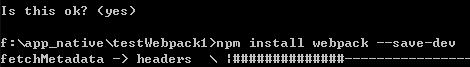 Is this ok? (yes)
f:\app_native\testWebpack1>npm install webpack --save-dev
fetchMetadata -> headers \ |##############-----------------